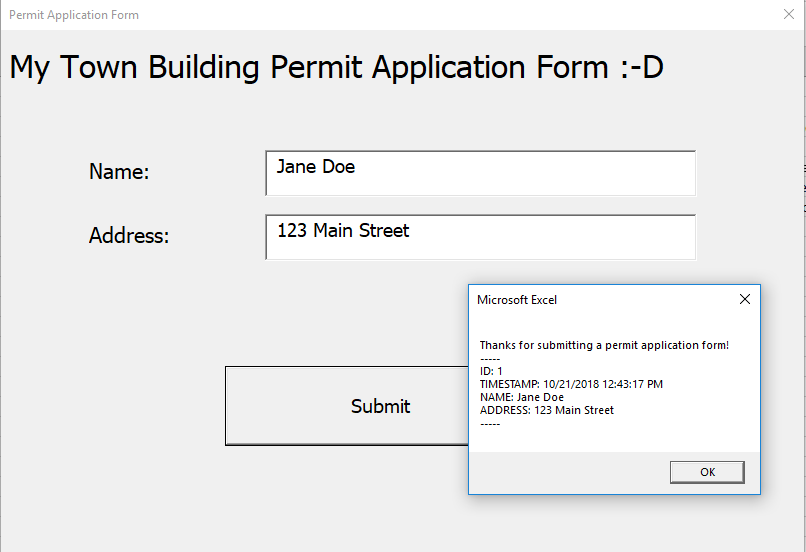 Permit Application Form
My Town Building Permit Application Form :-D
Name:
Jane Doe
Address:
123 Main Street
Submit
Microsoft Excel
Thanks for submitting a permit application form!
-----
ID: 1
TIMESTAMP: 10/21/2018 12:43:17 PM
NAME: Jane Doe
ADDRESS: 123 Main Street
-----
OK